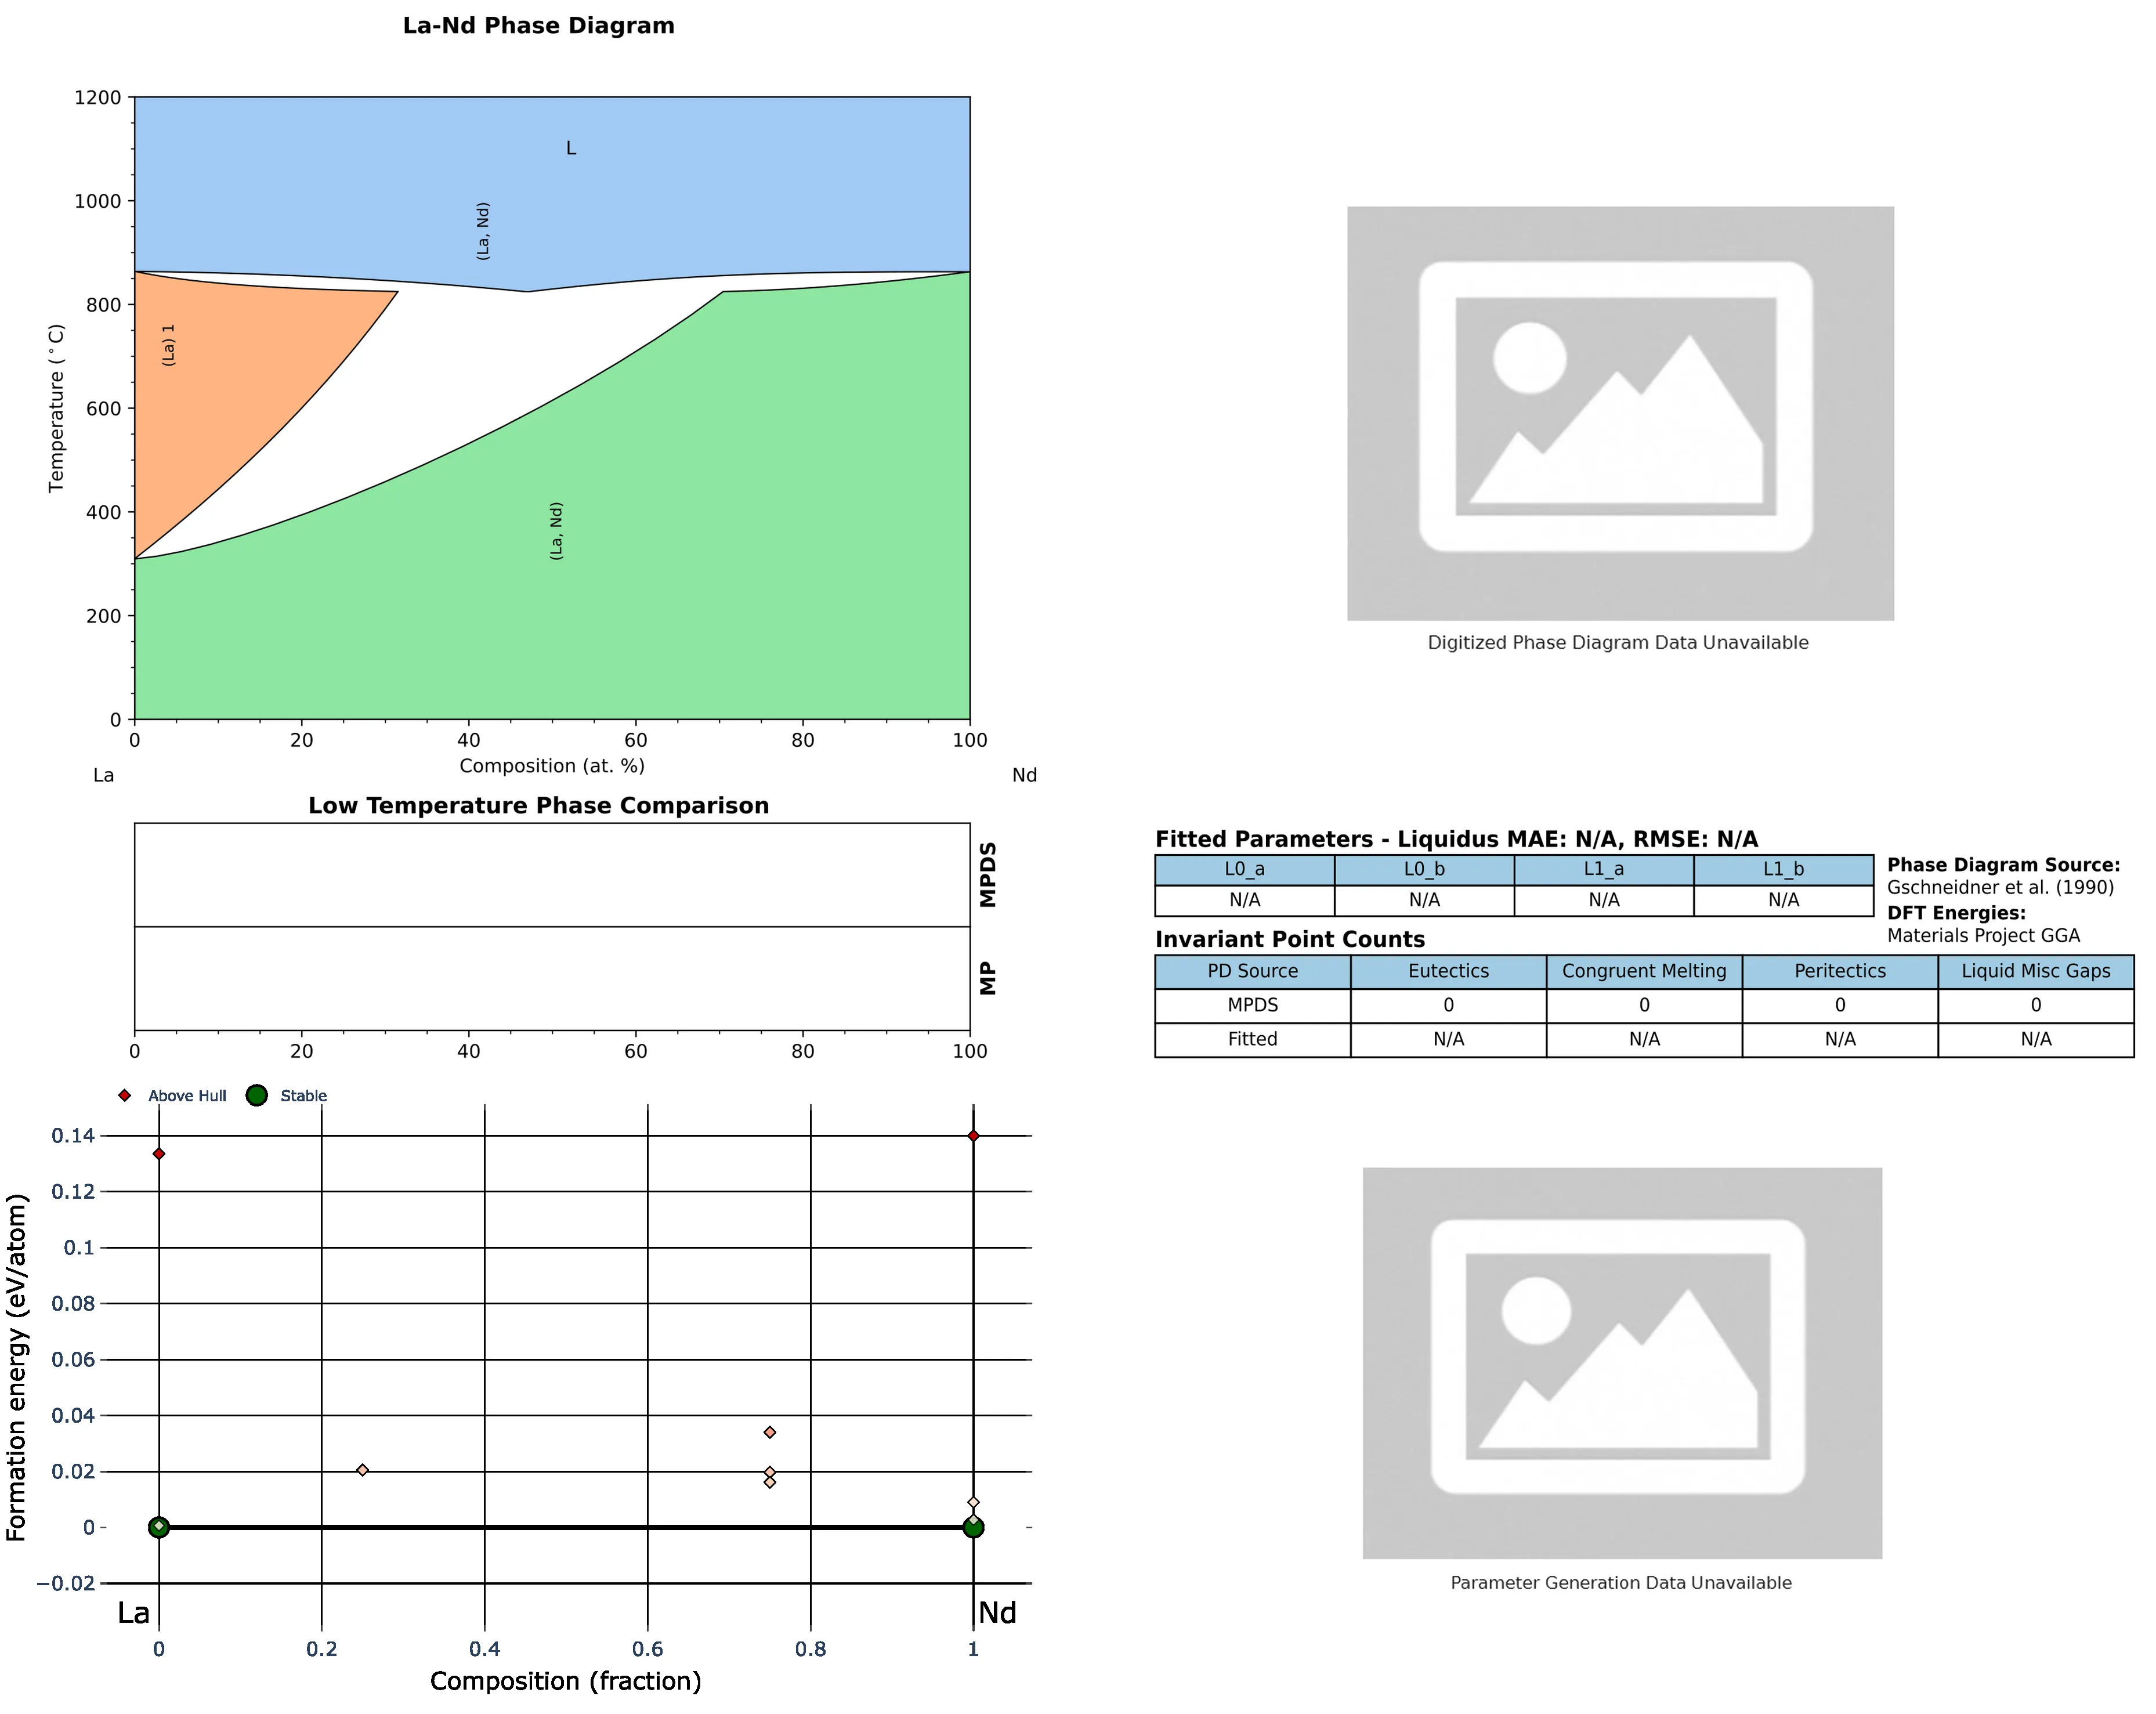 La-Nd Phase Diagram
1200
1000
800
600
400
200
0
Temperature (°C)
L
(La, Nd)
(La) 1
(La, Nd)
0 20 40 60 80 100
Composition (at. %)
La Nd
Digitized Phase Diagram Data Unavailable
Low Temperature Phase Comparison
MPDS
MP
0 20 40 60 80 100
Fitted Parameters - Liquidus MAE: N/A, RMSE: N/A
L0_a L0_b L1_a L1_b
N/A N/A N/A N/A
Phase Diagram Source:
Gschneidner et al. (1990)
DFT Energies:
Materials Project GGA
Invariant Point Counts
PD Source Eutectics Congruent Melting Peritectics Liquid Misc Gaps
MPDS 0 0 0 0
Fitted N/A N/A N/A N/A
Above Hull Stable
0.14
0.12
0.1
0.08
0.06
0.04
0.02
0
−0.02
Formation energy (eV/atom)
La Nd
0 0.2 0.4 0.6 0.8 1
Composition (fraction)
Parameter Generation Data Unavailable